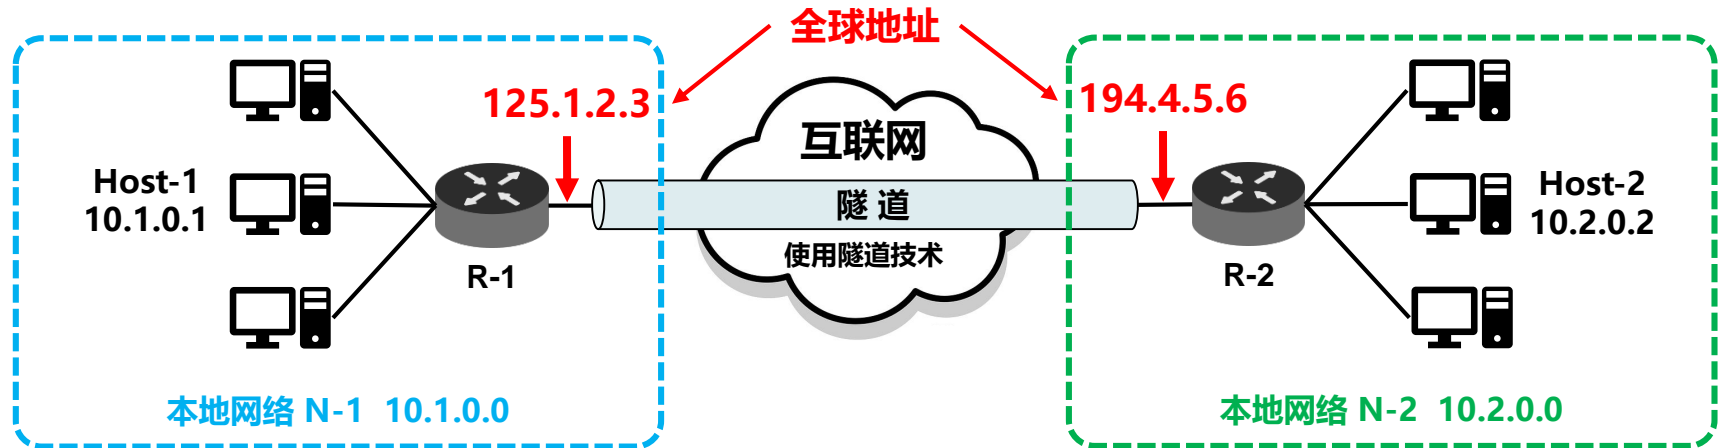 全球地址
125.1.2.3
194.4.5.6
互联网
隧 道
使用隧道技术
Host-1
10.1.0.1
R-1
Host-2
10.2.0.2
R-2
本地网络 N-1 10.1.0.0
本地网络 N-2 10.2.0.0